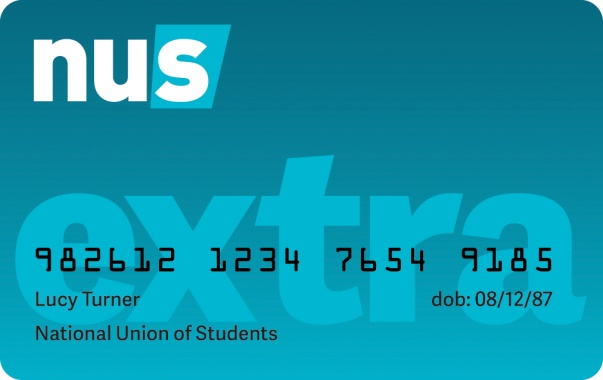 nus
extra
982612 1234 7654 9185
Lucy Turner dob: 08/12/87
National Union of Students